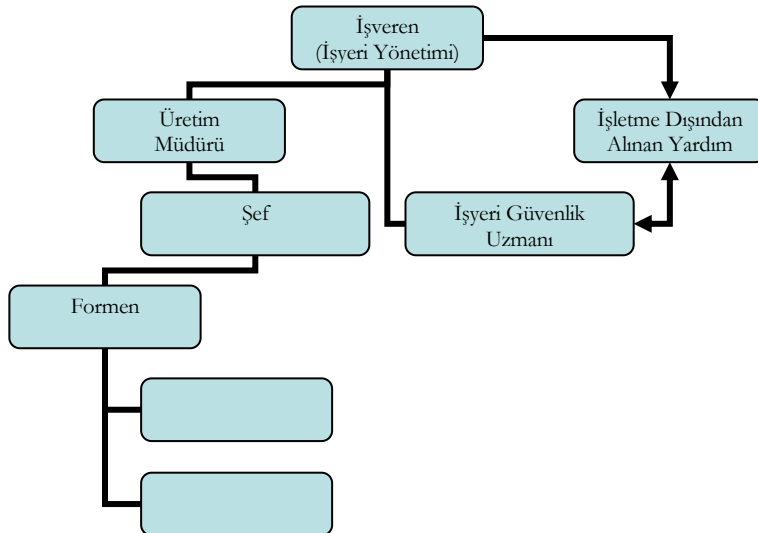 İşveren
(İşyeri Yönetimi)
Üretim
Müdürü
İşletme Dışından
Alınan Yardım
Şef
İşyeri Güvenlik
Uzmanı
Formen